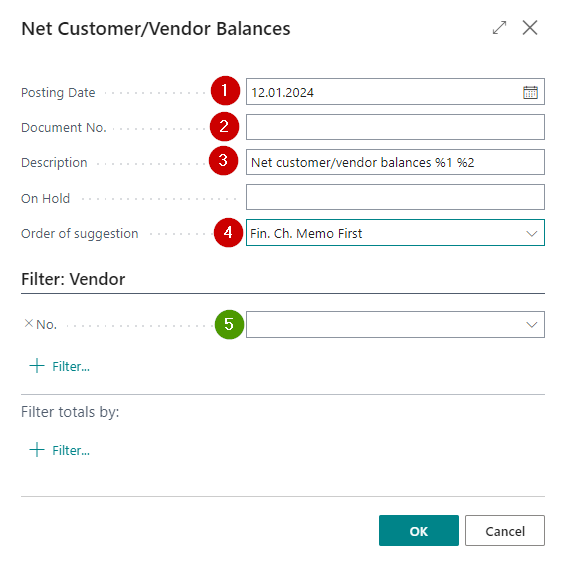 Net Customer/Vendor Balances
Posting Date 1 12.01.2024
Document No. 2
Description 3 Net customer/vendor balances %1 %2
On Hold
Order of suggestion 4 Fin. Ch. Memo First
Filter: Vendor
× No. 5
+ Filter...
Filter totals by:
+ Filter...
OK Cancel